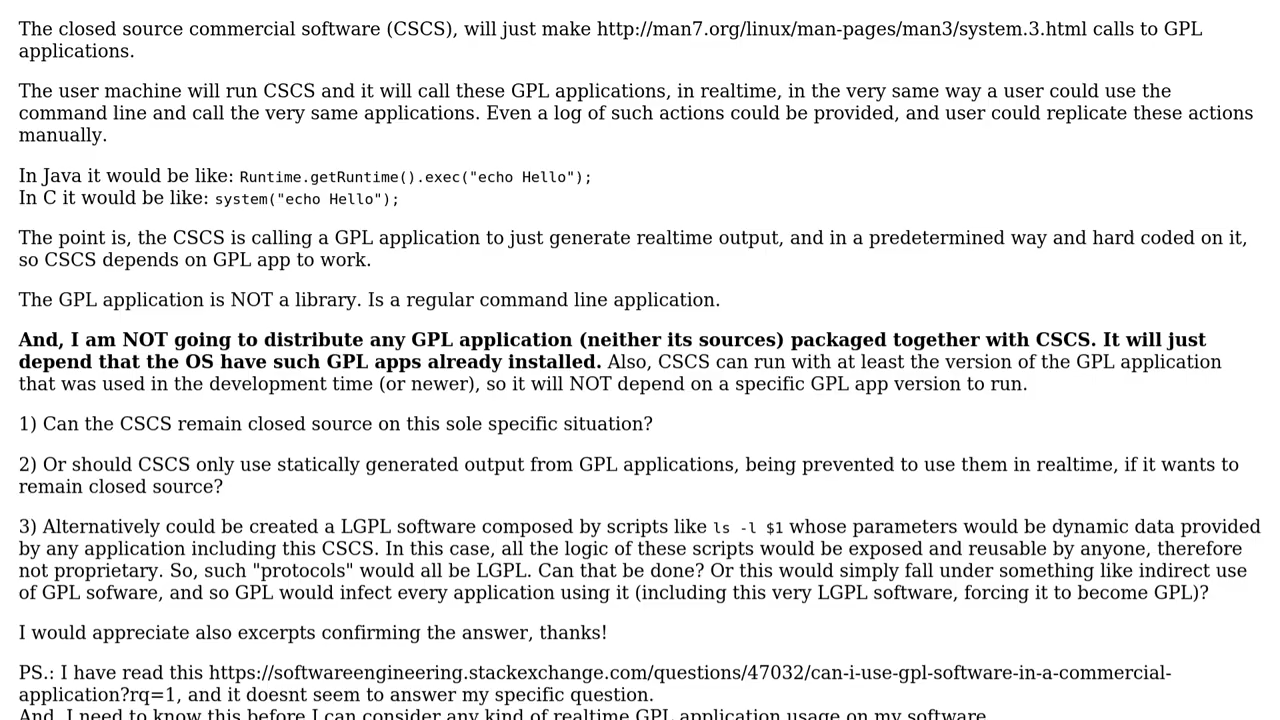 The closed source commercial software (CSCS), will just make http://man7.org/linux/man-pages/man3/system.3.html calls to GPL
applications.
The user machine will run CSCS and it will call these GPL applications, in realtime, in the very same way a user could use the
command line and call the very same applications. Even a log of such actions could be provided, and user could replicate these actions
manually.
In Java it would be like: Runtime.getRuntime().exec("echo Hello");
In C it would be like: system("echo Hello");
The point is, the CSCS is calling a GPL application to just generate realtime output, and in a predetermined way and hard coded on it,
so CSCS depends on GPL app to work.
The GPL application is NOT a library. Is a regular command line application.
And, I am NOT going to distribute any GPL application (neither its sources) packaged together with CSCS. It will just
depend that the OS have such GPL apps already installed. Also, CSCS can run with at least the version of the GPL application
that was used in the development time (or newer), so it will NOT depend on a specific GPL app version to run.
1) Can the CSCS remain closed source on this sole specific situation?
2) Or should CSCS only use statically generated output from GPL applications, being prevented to use them in realtime, if it wants to
remain closed source?
3) Alternatively could be created a LGPL software composed by scripts like ls -l $1 whose parameters would be dynamic data provided
by any application including this CSCS. In this case, all the logic of these scripts would be exposed and reusable by anyone, therefore
not proprietary. So, such "protocols" would all be LGPL. Can that be done? Or this would simply fall under something like indirect use
of GPL sofware, and so GPL would infect every application using it (including this very LGPL software, forcing it to become GPL)?
I would appreciate also excerpts confirming the answer, thanks!
PS.: I have read this https://softwareengineering.stackexchange.com/questions/47032/can-i-use-gpl-software-in-a-commercial-
application?rq=1, and it doesnt seem to answer my specific question.
And, I need to know this before I can consider any kind of realtime GPL application usage on my software.